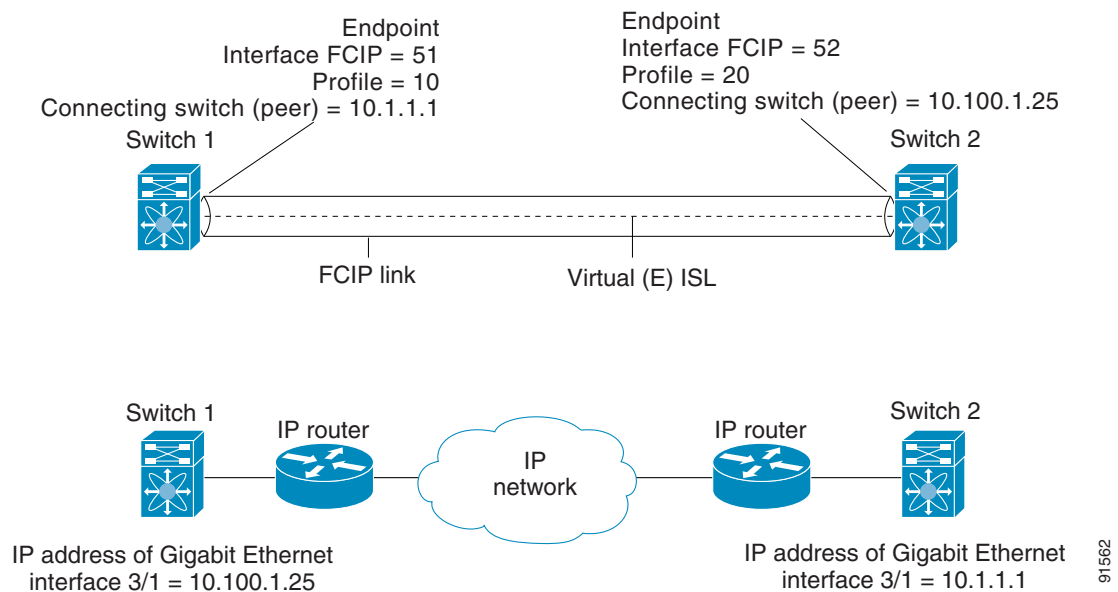 Endpoint
Interface FCIP = 51
Profile = 10
Connecting switch (peer) = 10.1.1.1
Switch 1
Endpoint
Interface FCIP = 52
Profile = 20
Connecting switch (peer) = 10.100.1.25
Switch 2
FCIP link
Virtual (E) ISL
Switch 1
IP router
IP
network
IP router
Switch 2
IP address of Gigabit Ethernet
interface 3/1 = 10.100.1.25
IP address of Gigabit Ethernet
interface 3/1 = 10.1.1.1
91562